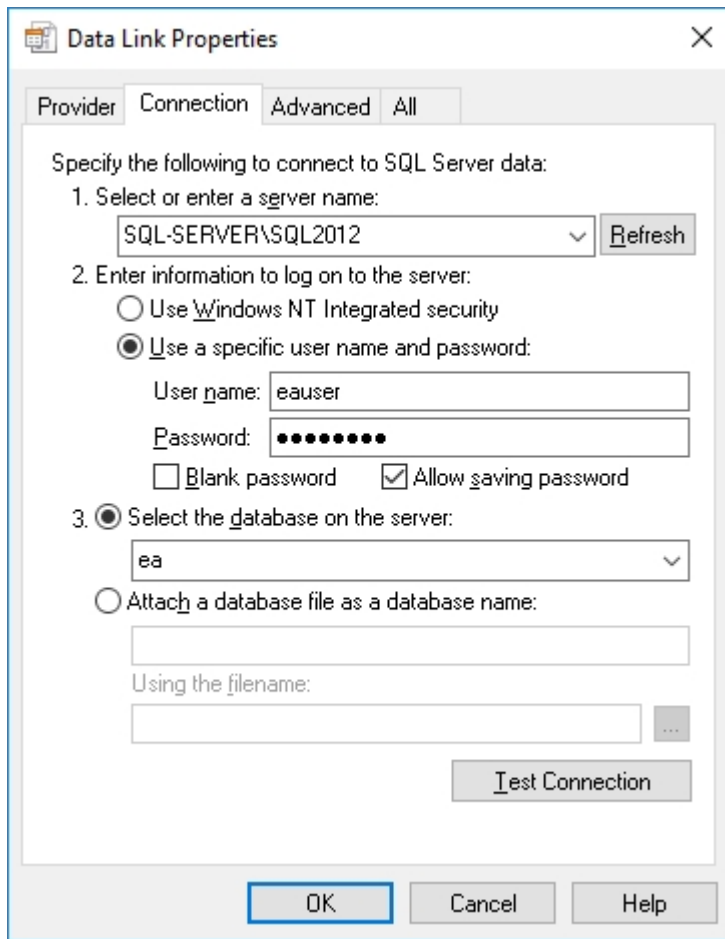 Data Link Properties
Provider Connection Advanced All
Specify the following to connect to SQL Server data:
1. Select or enter a server name:
SQL-SERVER\SQL2012 Refresh
2. Enter information to log on to the server:
Use Windows NT Integrated security
Use a specific user name and password:
User name: eauser
Password: ●●●●●●●●
Blank password Allow saving password
3. Select the database on the server:
ea
Attach a database file as a database name:
Using the filename:
...
Test Connection
OK Cancel Help